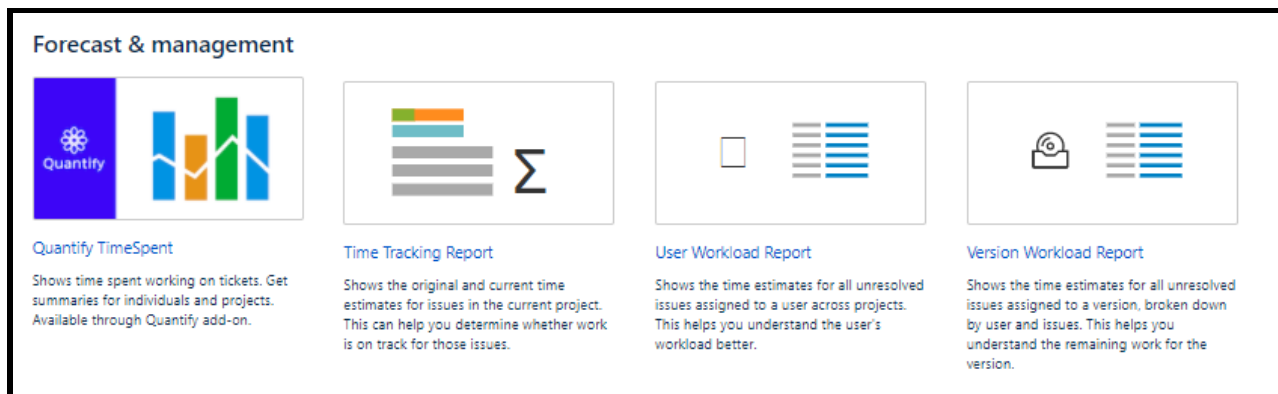 Forecast & management
Quantify
Quantify TimeSpent
Shows time spent working on tickets. Get
summaries for individuals and projects.
Available through Quantify add-on.
Σ
Time Tracking Report
Shows the original and current time
estimates for issues in the current project.
This can help you determine whether work
is on track for those issues.
User Workload Report
Shows the time estimates for all unresolved
issues assigned to a user across projects.
This helps you understand the user's
workload better.
Version Workload Report
Shows the time estimates for all unresolved
issues assigned to a version, broken down
by user and issues. This helps you
understand the remaining work for the
version.